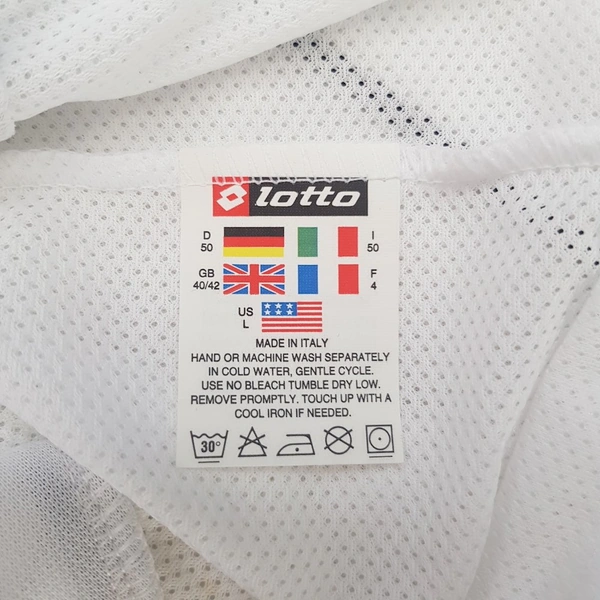 lotto
D 50 I 50
GB 40/42 F 4
US L
MADE IN ITALY
HAND OR MACHINE WASH SEPARATELY
IN COLD WATER, GENTLE CYCLE.
USE NO BLEACH TUMBLE DRY LOW.
REMOVE PROMPTLY. TOUCH UP WITH A
COOL IRON IF NEEDED.
30°